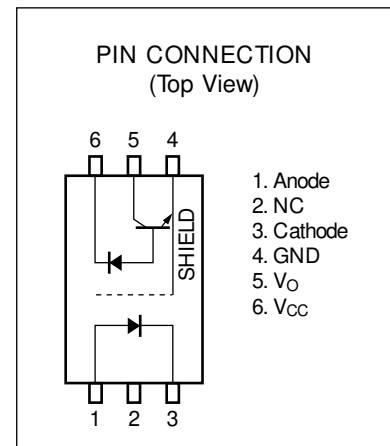 PIN CONNECTION
(Top View)
6 5 4
SHIELD
1 2 3
1. Anode
2. NC
3. Cathode
4. GND
5. VO
6. VCC